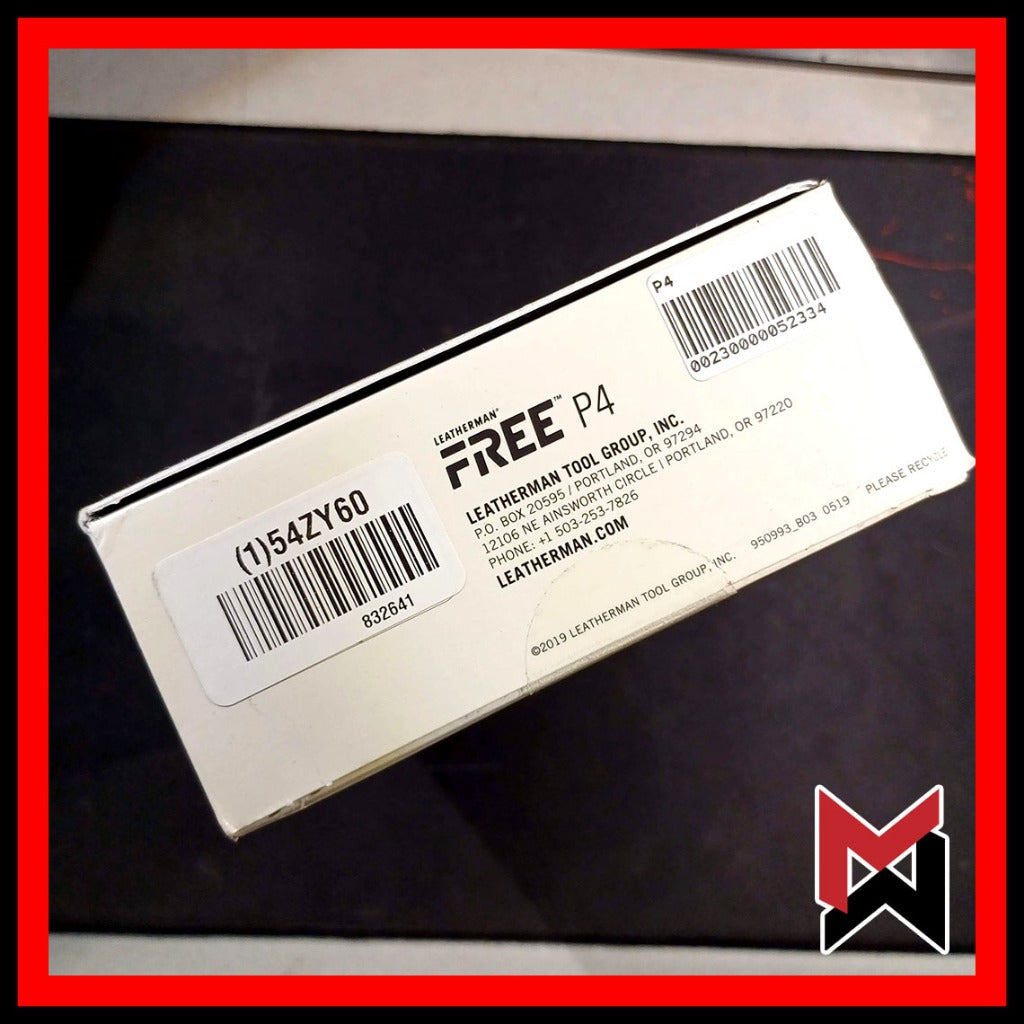 P4
00230000052334
LEATHERMAN®
FREE™ P4
LEATHERMAN TOOL GROUP, INC.
P.O. BOX 20595 / PORTLAND, OR 97294
12106 NE AINSWORTH CIRCLE | PORTLAND, OR 97220
PHONE: +1 503-253-7826
LEATHERMAN.COM
(1)54ZY60
832641
©2019 LEATHERMAN TOOL GROUP, INC. 950993_B03 0519 PLEASE RECYCLE